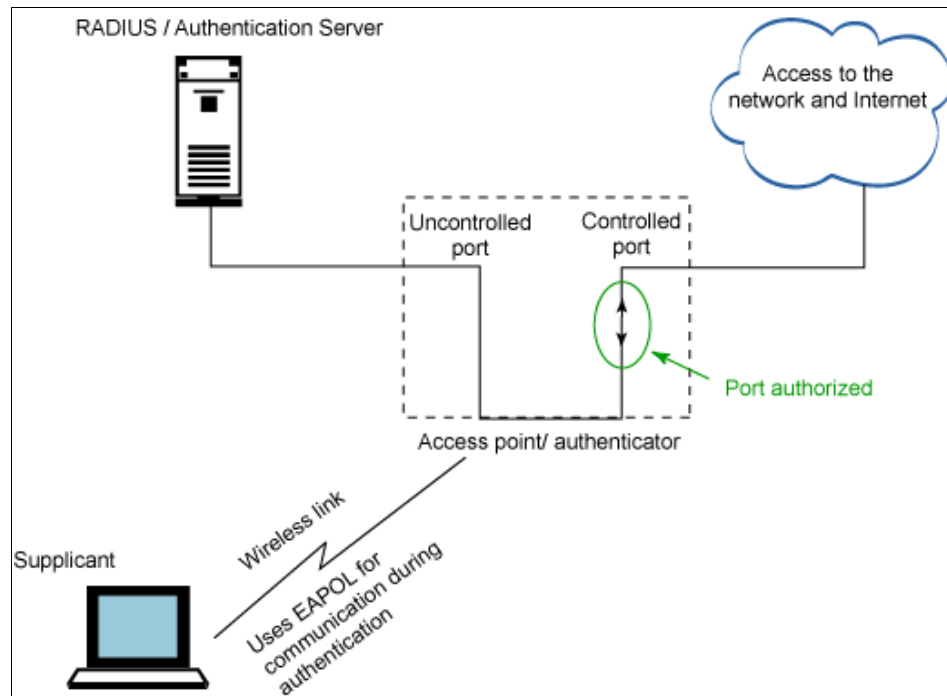 RADIUS / Authentication Server
Access to the
network and Internet
Uncontrolled
port
Controlled
port
Port authorized
Access point/ authenticator
Wireless link
Supplicant
Uses EAPOL for
communication during
authentication